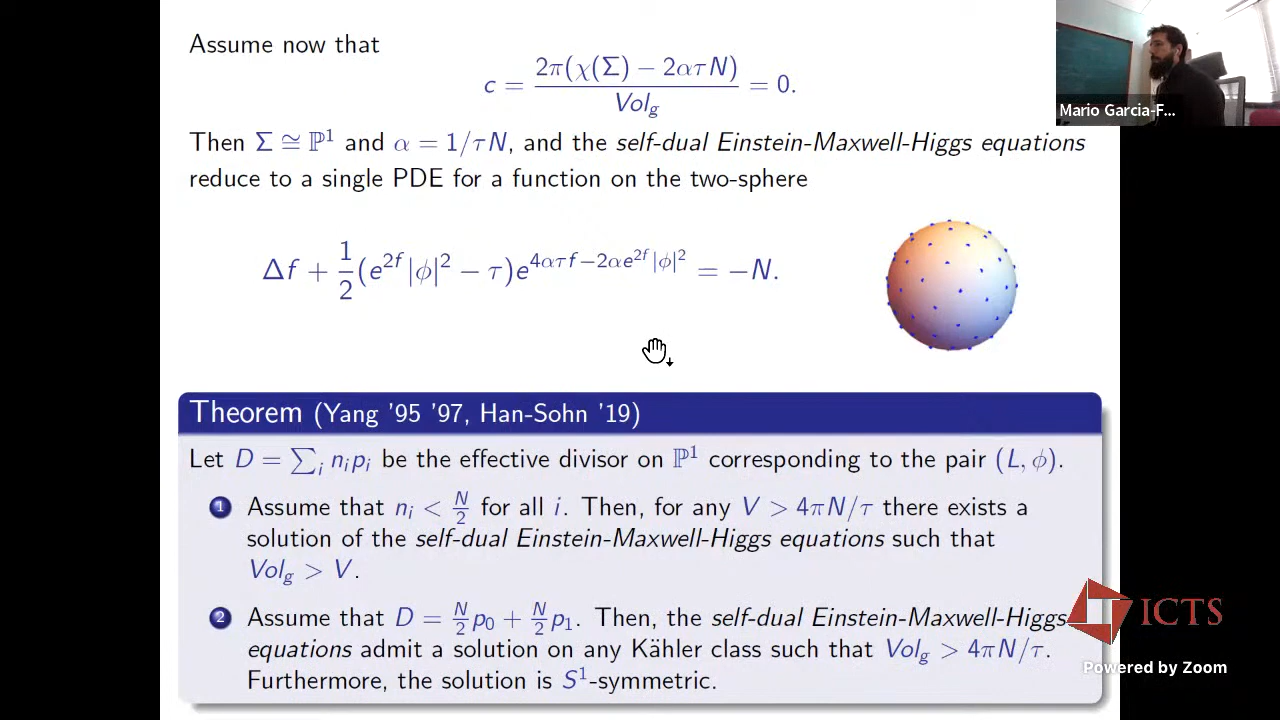 Assume now that
c = 2π(χ(Σ) − 2ατN) / Vol_g = 0.
Then Σ ≅ ℙ¹ and α = 1/τN, and the self-dual Einstein-Maxwell-Higgs equations
reduce to a single PDE for a function on the two-sphere
Δf + 1/2 (e^{2f}|ϕ|² − τ)e^{4ατf−2αe^{2f}|ϕ|²} = −N.
Theorem (Yang '95 '97, Han-Sohn '19)
Let D = ∑_i n_i p_i be the effective divisor on ℙ¹ corresponding to the pair (L, ϕ).
1 Assume that n_i < N/2 for all i. Then, for any V > 4πN/τ there exists a
solution of the self-dual Einstein-Maxwell-Higgs equations such that
Vol_g > V.
2 Assume that D = N/2 p_0 + N/2 p_1. Then, the self-dual Einstein-Maxwell-Higgs
equations admit a solution on any Kähler class such that Vol_g > 4πN/τ.
Furthermore, the solution is S¹-symmetric.
Mario Garcia-F...
ICTS
Powered by Zoom